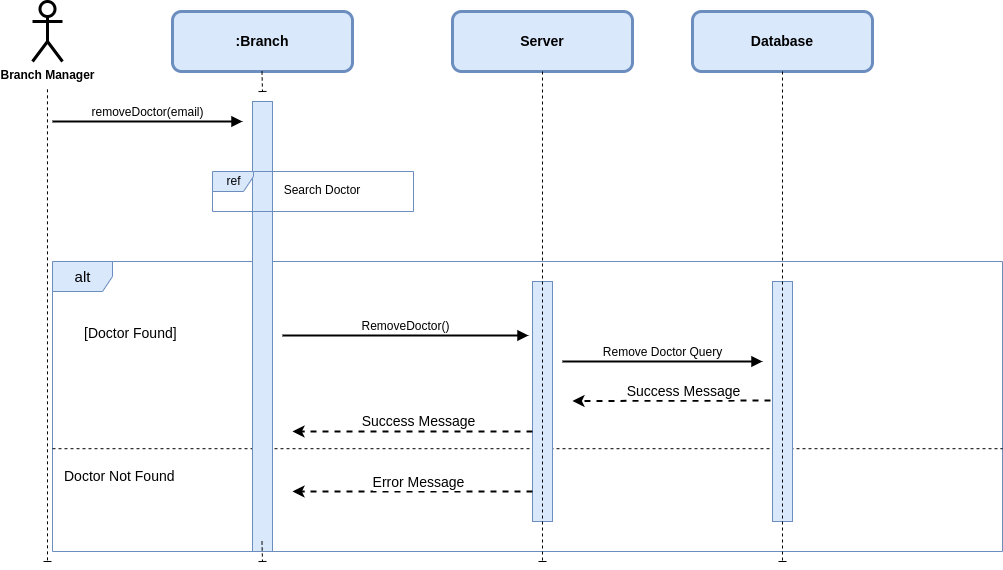 :Branch
Server
Database
Branch Manager
removeDoctor(email)
ref
Search Doctor
alt
[Doctor Found]
RemoveDoctor()
Remove Doctor Query
Success Message
Success Message
Doctor Not Found
Error Message